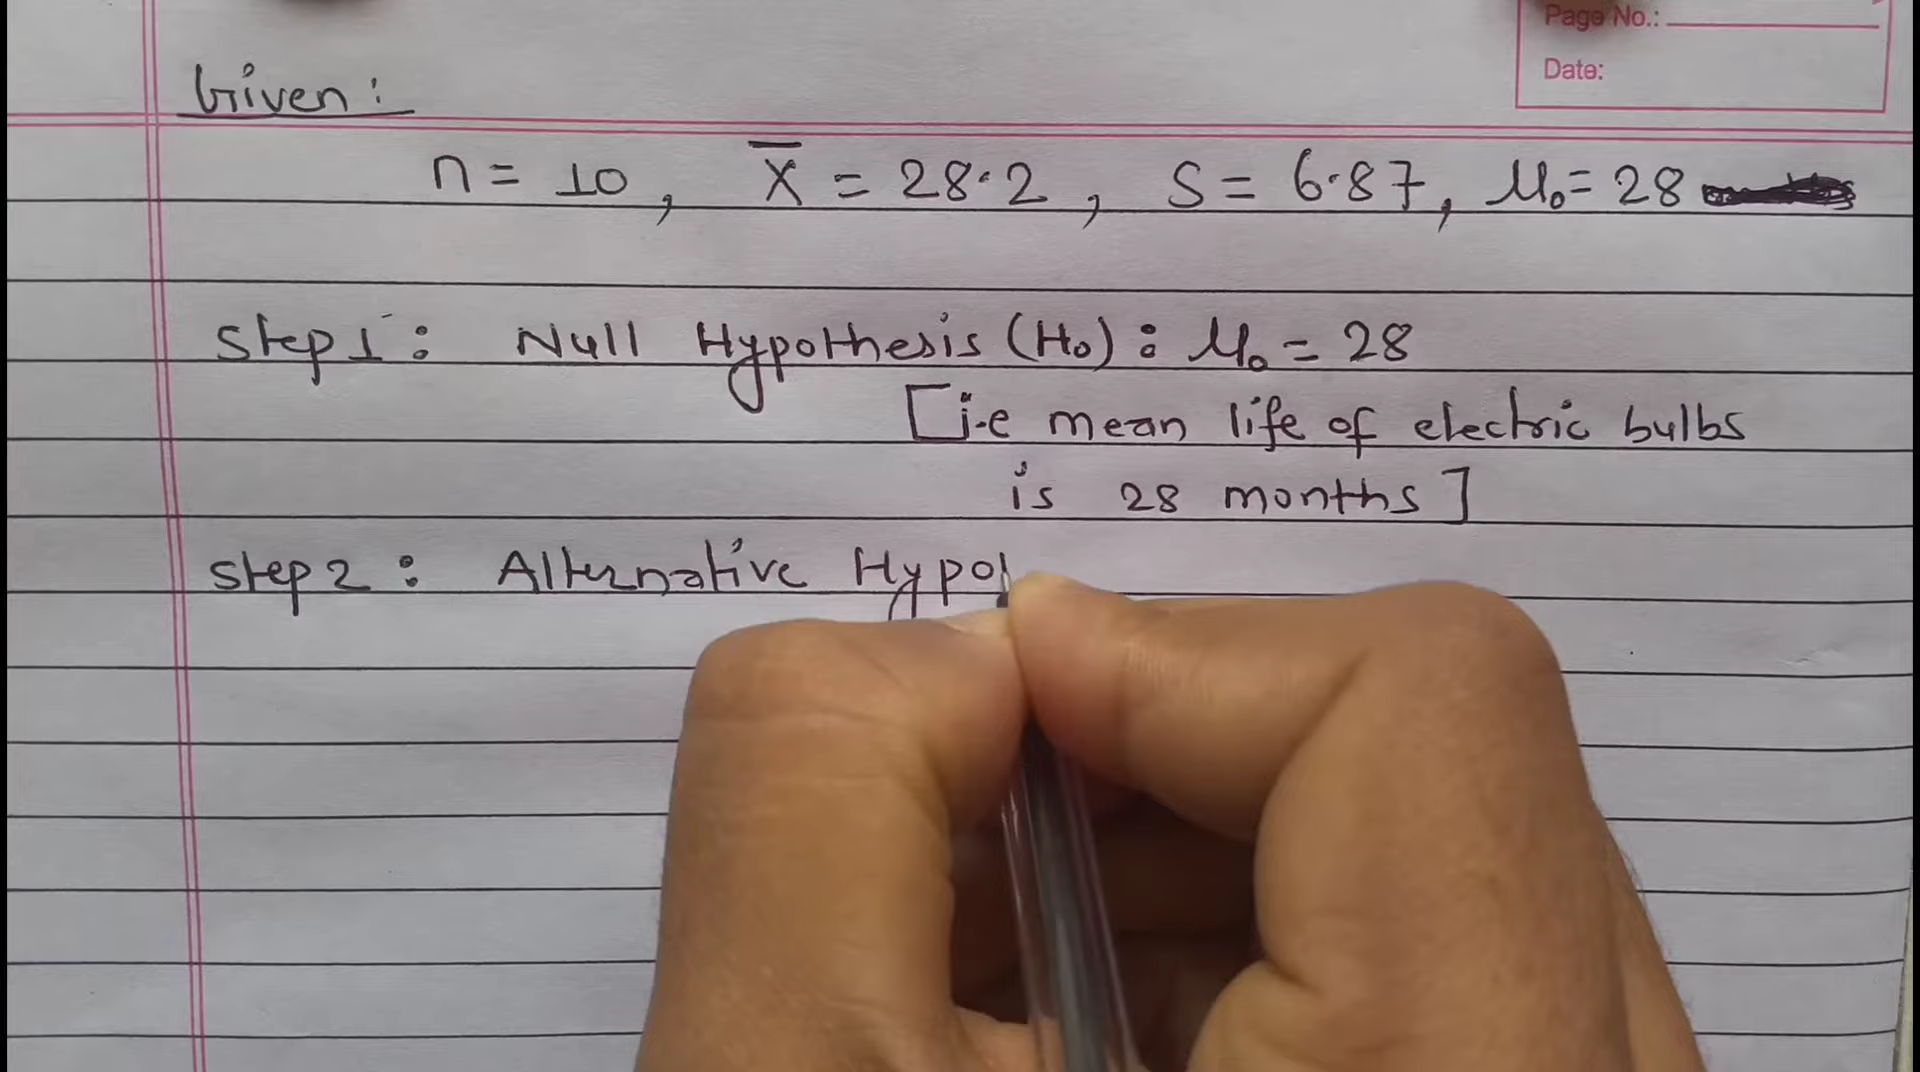 Page No.:
Date:
Given:
n = 10, X̅ = 28.2, S = 6.87, μ₀ = 28
Step 1: Null Hypothesis (H₀): μ₀ = 28
[i.e mean life of electric bulbs
is 28 months]
Step 2: Alternative Hypo